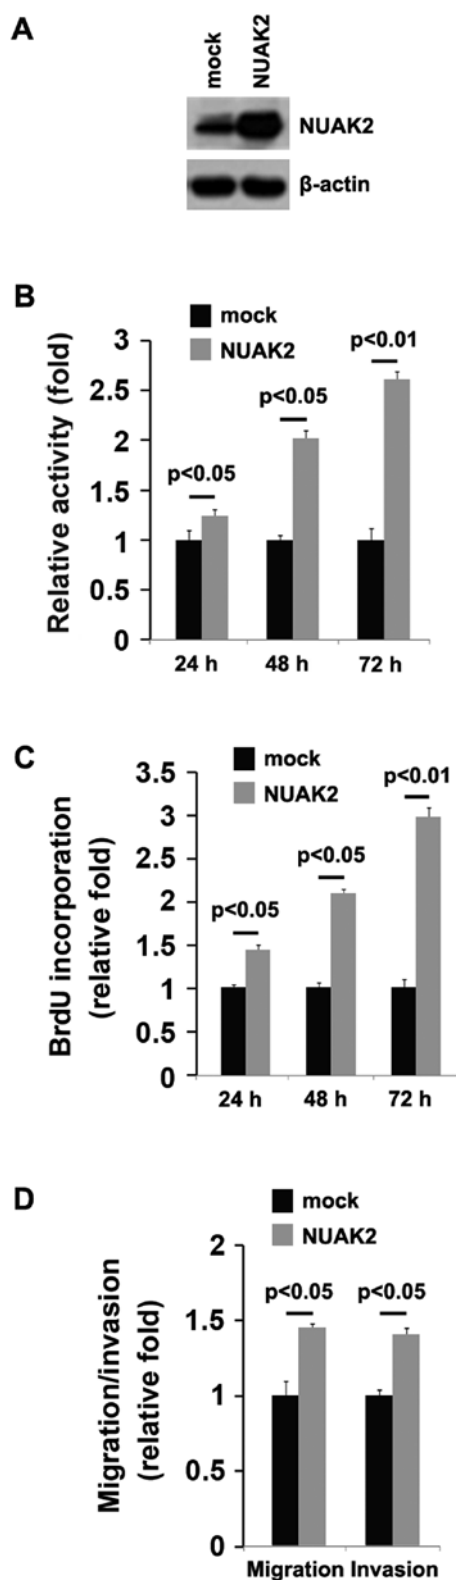 A
mock
NUAK2
NUAK2
β-actin
B
mock
NUAK2
Relative activity (fold)
3
2.5
2
1.5
1
0.5
0
p<0.05
p<0.05
p<0.01
24 h
48 h
72 h
C
mock
NUAK2
BrdU incorporation
(relative fold)
3.5
3
2.5
2
1.5
1
0.5
0
p<0.05
p<0.05
p<0.01
24 h
48 h
72 h
D
mock
NUAK2
Migration/invasion
(relative fold)
2
1.5
1
0.5
0
p<0.05
p<0.05
Migration
Invasion